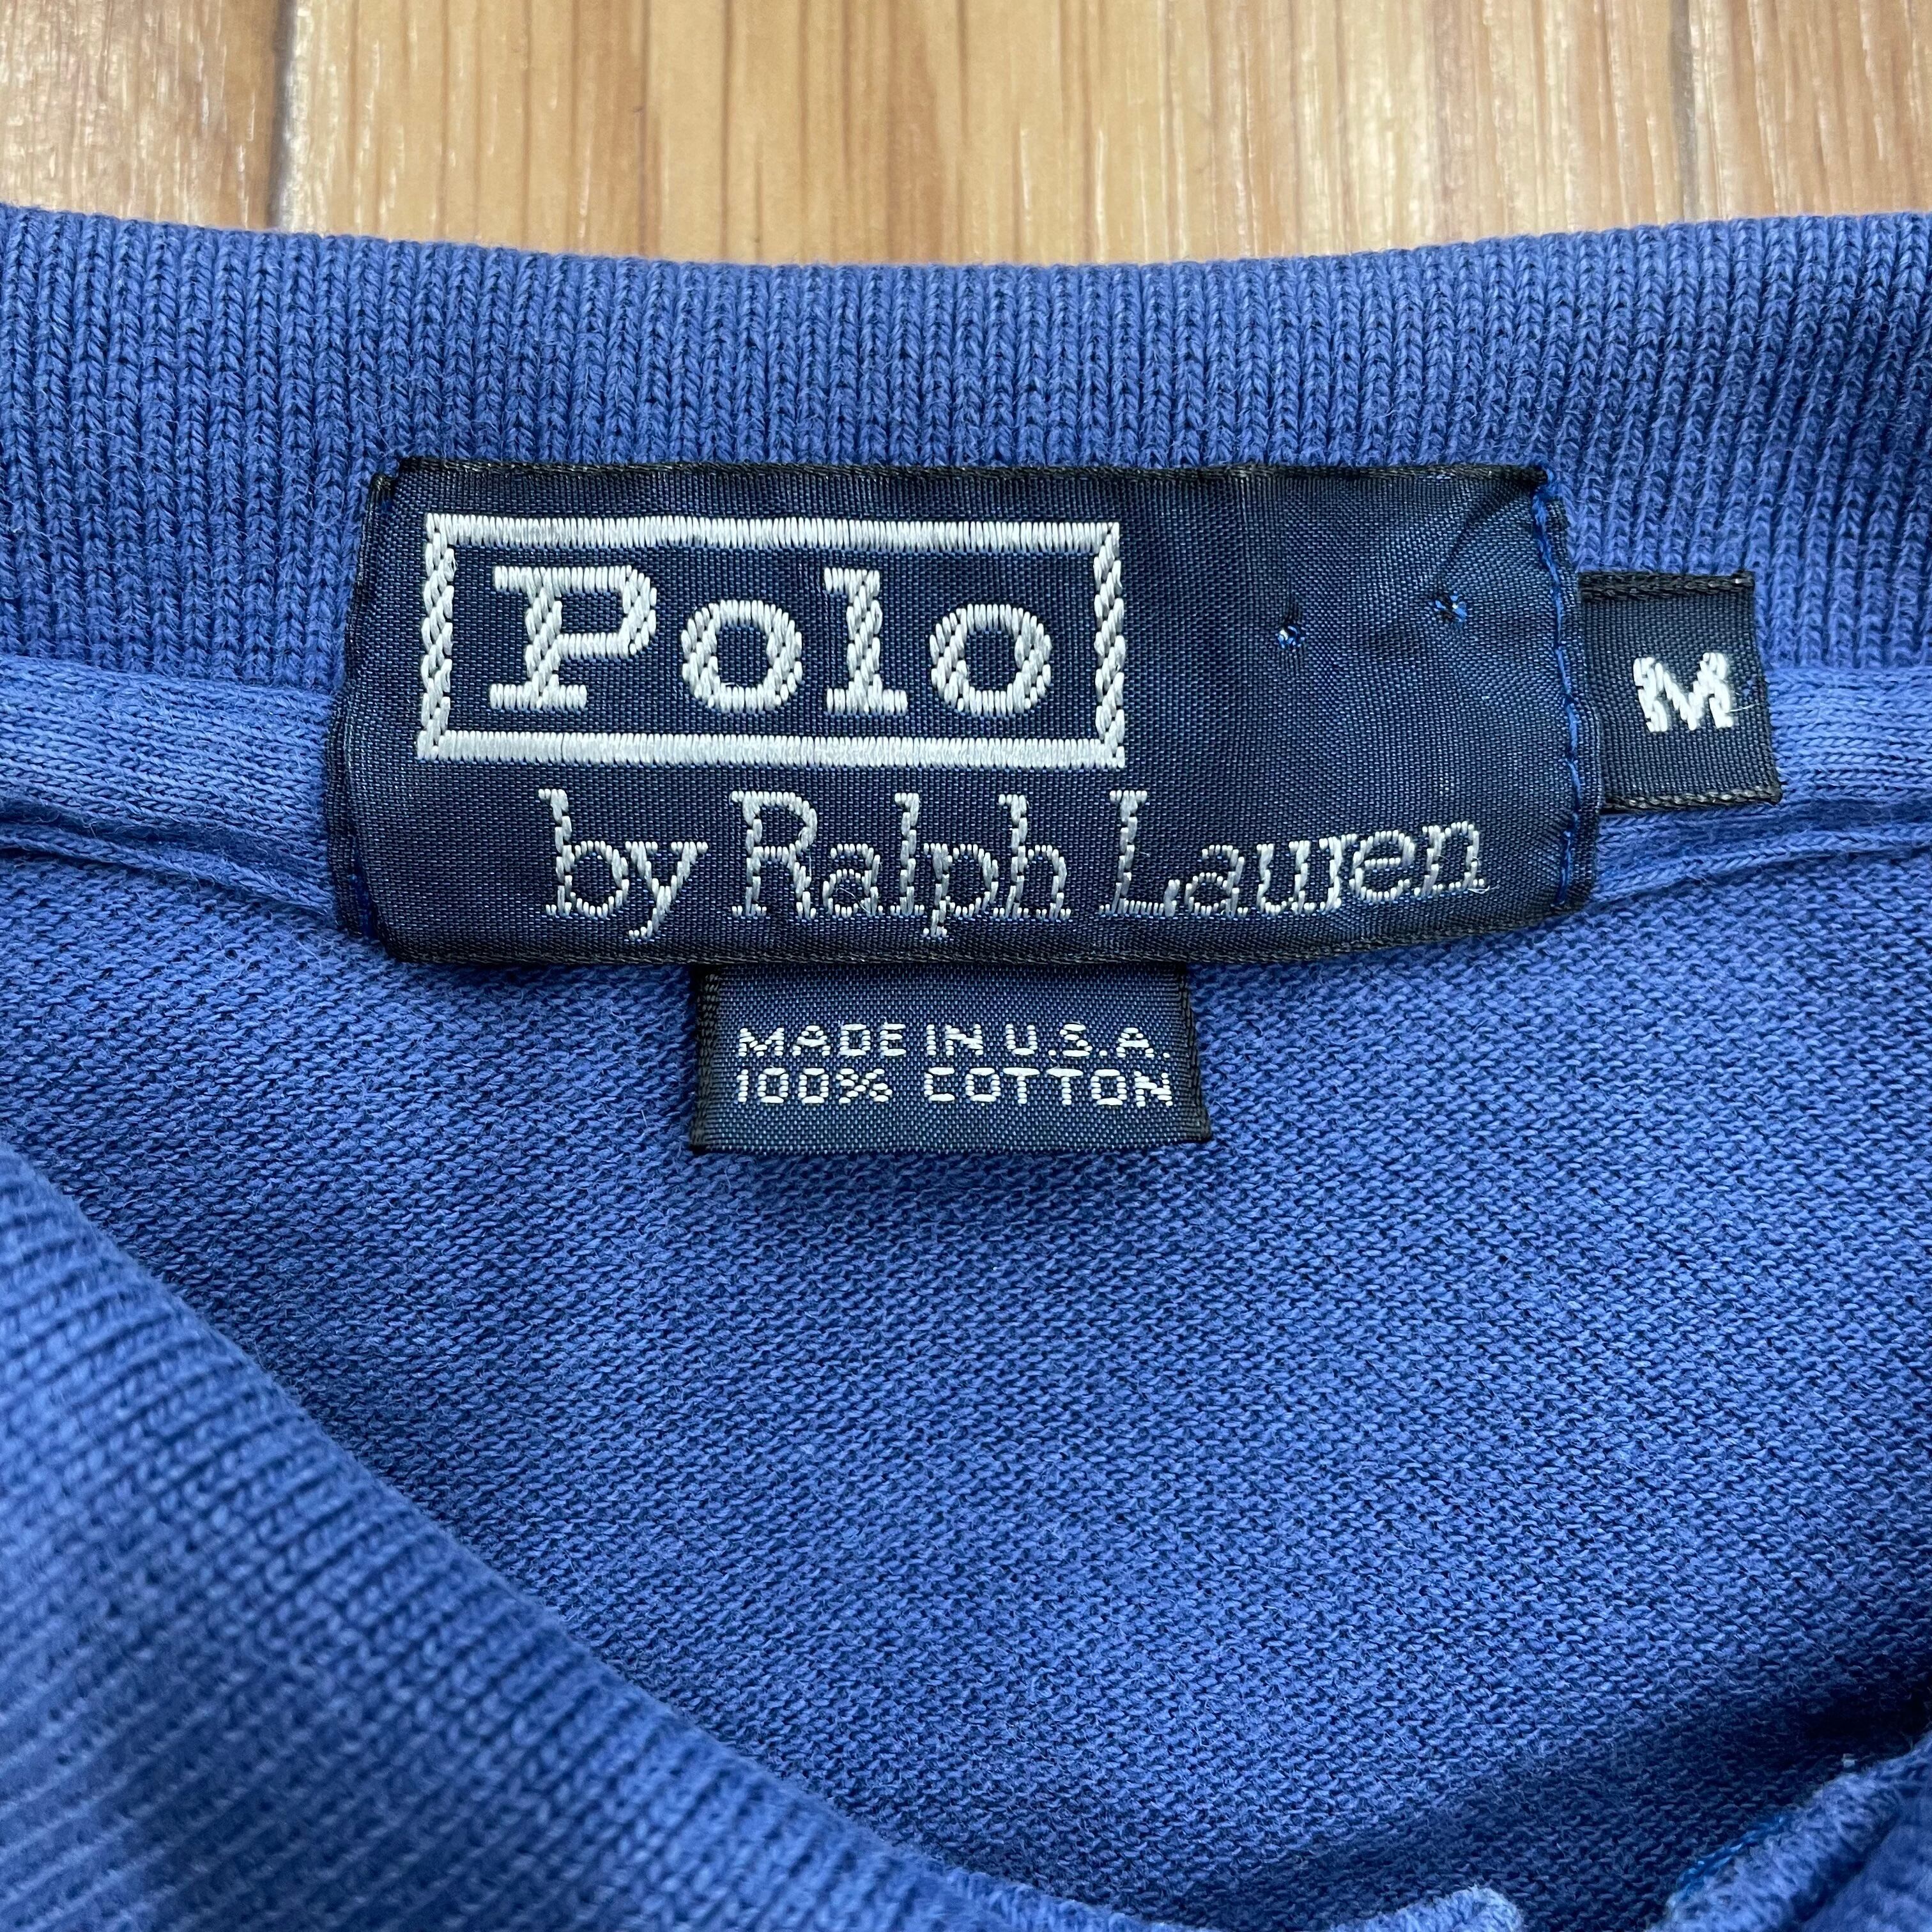 Polo
by Ralph Lauren
M
MADE IN U.S.A.
100% COTTON